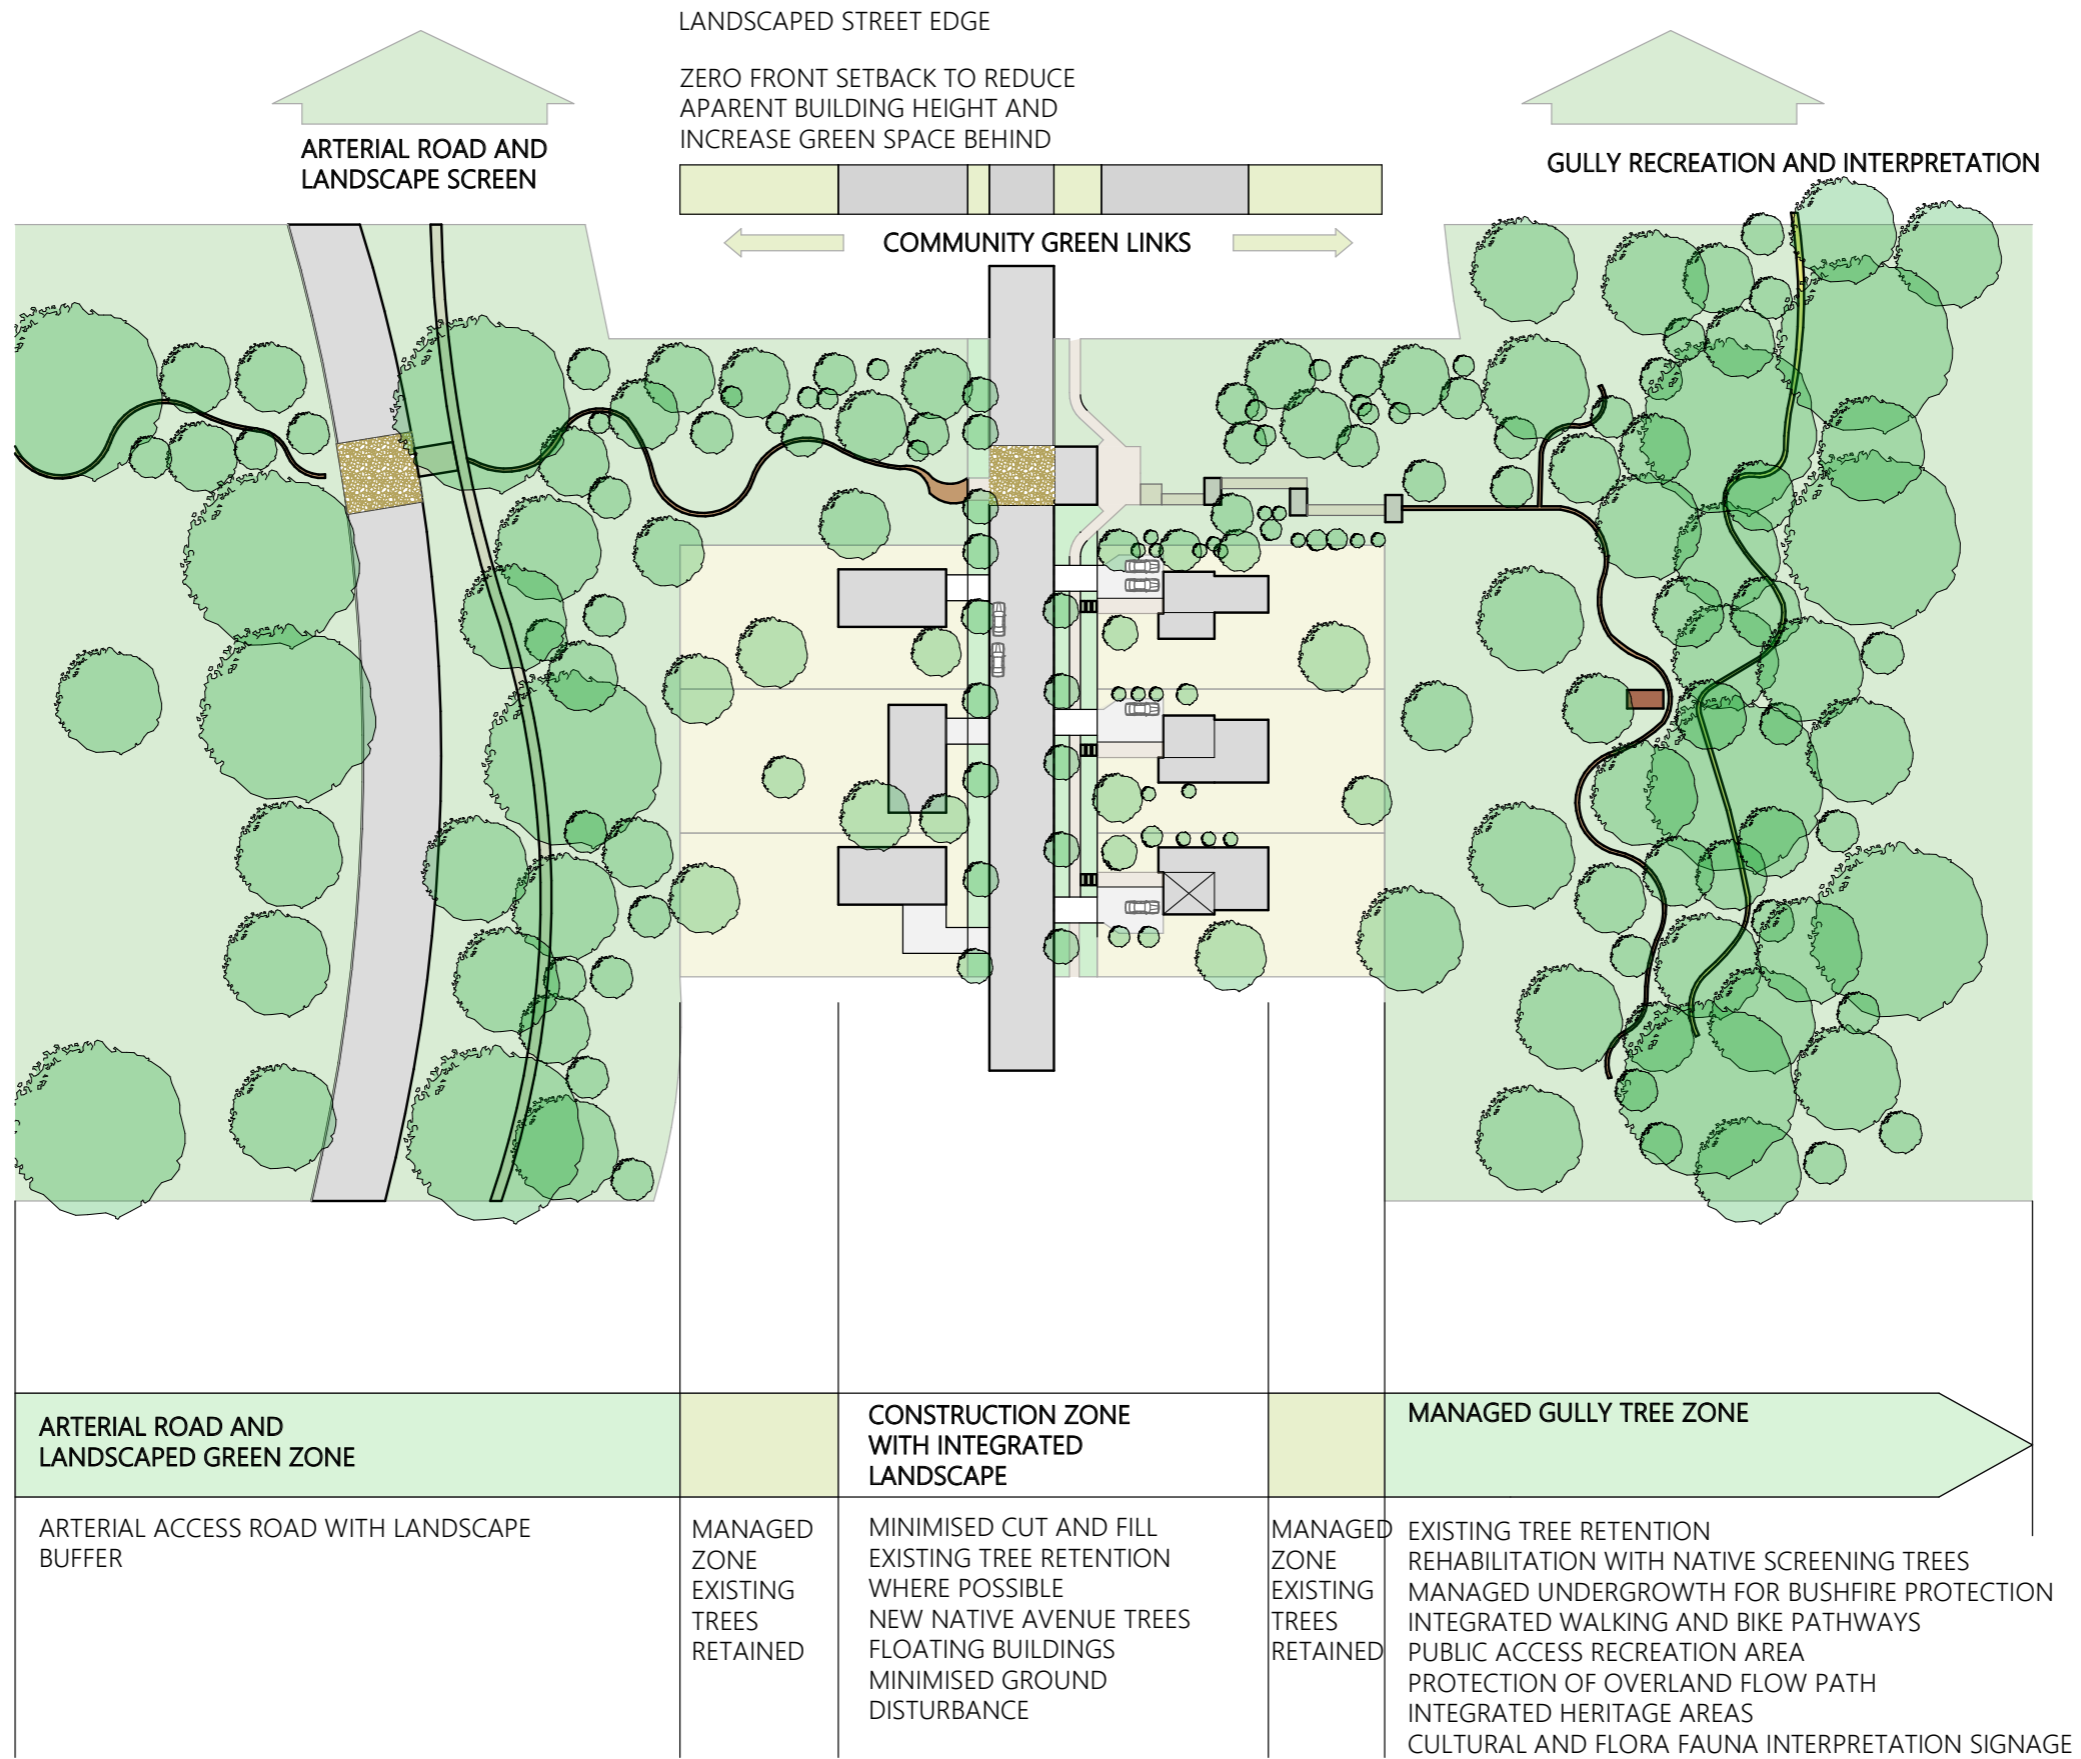 LANDSCAPED STREET EDGE
ZERO FRONT SETBACK TO REDUCE
APARENT BUILDING HEIGHT AND
INCREASE GREEN SPACE BEHIND
ARTERIAL ROAD AND
LANDSCAPE SCREEN
GULLY RECREATION AND INTERPRETATION
COMMUNITY GREEN LINKS
ARTERIAL ROAD AND
LANDSCAPED GREEN ZONE
CONSTRUCTION ZONE
WITH INTEGRATED
LANDSCAPE
MANAGED GULLY TREE ZONE
ARTERIAL ACCESS ROAD WITH LANDSCAPE
BUFFER
MANAGED
ZONE
EXISTING
TREES
RETAINED
MINIMISED CUT AND FILL
EXISTING TREE RETENTION
WHERE POSSIBLE
NEW NATIVE AVENUE TREES
FLOATING BUILDINGS
MINIMISED GROUND
DISTURBANCE
MANAGED
ZONE
EXISTING
TREES
RETAINED
EXISTING TREE RETENTION
REHABILITATION WITH NATIVE SCREENING TREES
MANAGED UNDERGROWTH FOR BUSHFIRE PROTECTION
INTEGRATED WALKING AND BIKE PATHWAYS
PUBLIC ACCESS RECREATION AREA
PROTECTION OF OVERLAND FLOW PATH
INTEGRATED HERITAGE AREAS
CULTURAL AND FLORA FAUNA INTERPRETATION SIGNAGE